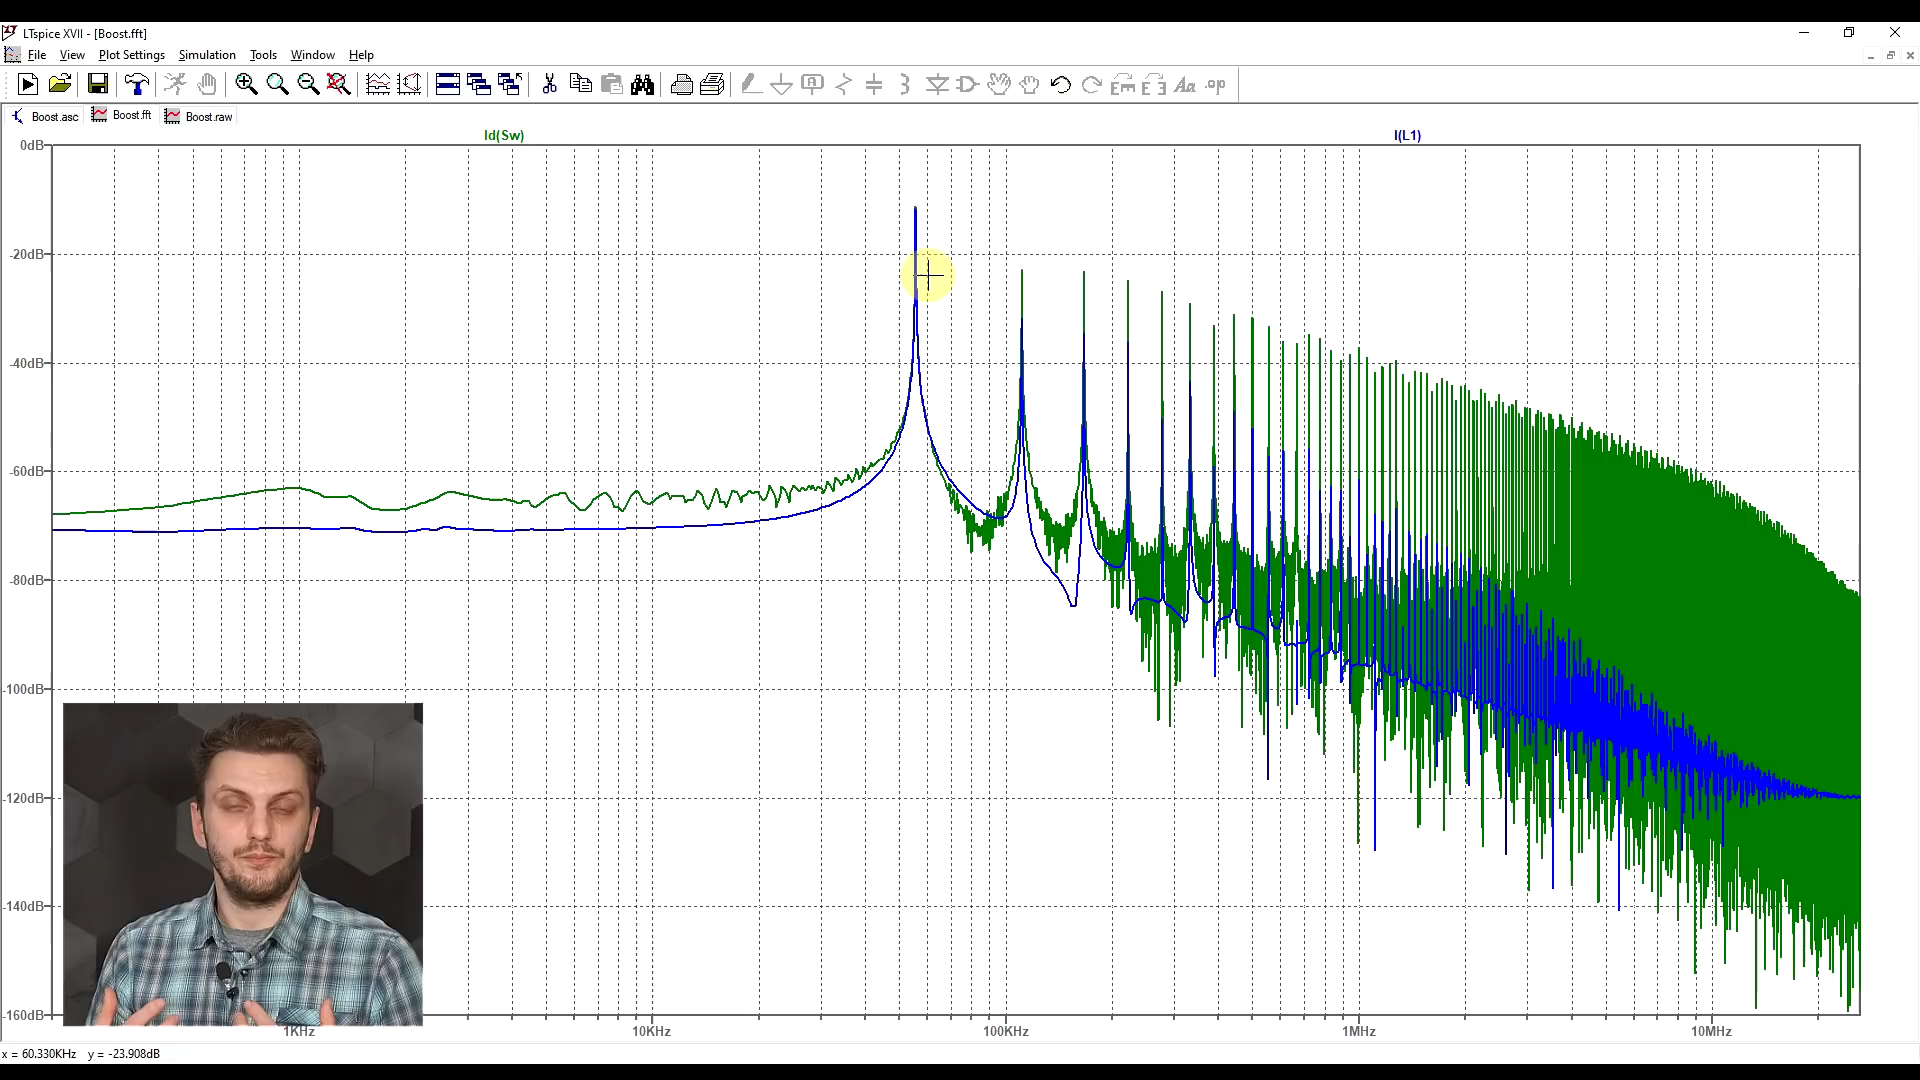 LTspice XVII - [Boost.fft]
File View Plot Settings Simulation Tools Window Help
Aa .op
Boost.asc Boost.fft Boost.raw
Id(Sw) I(L1)
0dB
-20dB
-40dB
-60dB
-80dB
-100dB
-120dB
-140dB
-160dB
1KHz 10KHz 100KHz 1MHz 10MHz
x = 60.330KHz y = -23.908dB